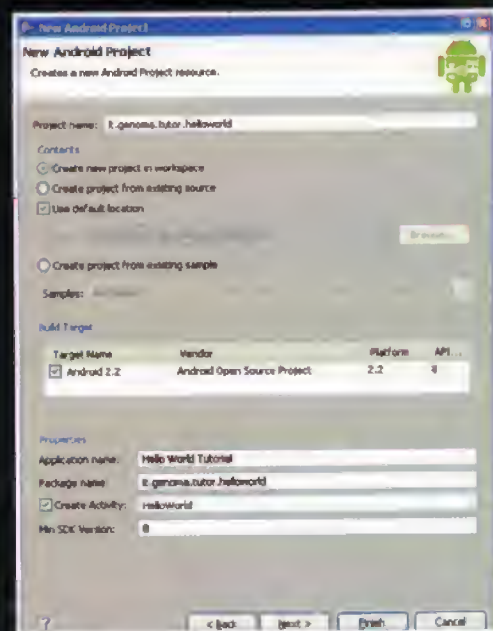 New Android Project
New Android Project
Creates a new Android Project resource.
Project name: it.genoma.tutor.helloworld
Contents
Create new project in workspace
Create project from existing source
Use default location
Browse...
Create project from existing sample
Samples:
Build Target
Target Name Vendor Platform API ...
Android 2.2 Android Open Source Project 2.2 8
Properties
Application name: Hello World Tutorial
Package name: it.genoma.tutor.helloworld
Create Activity: HelloWorld
Min SDK Version: 8
? < Back Next > Finish Cancel